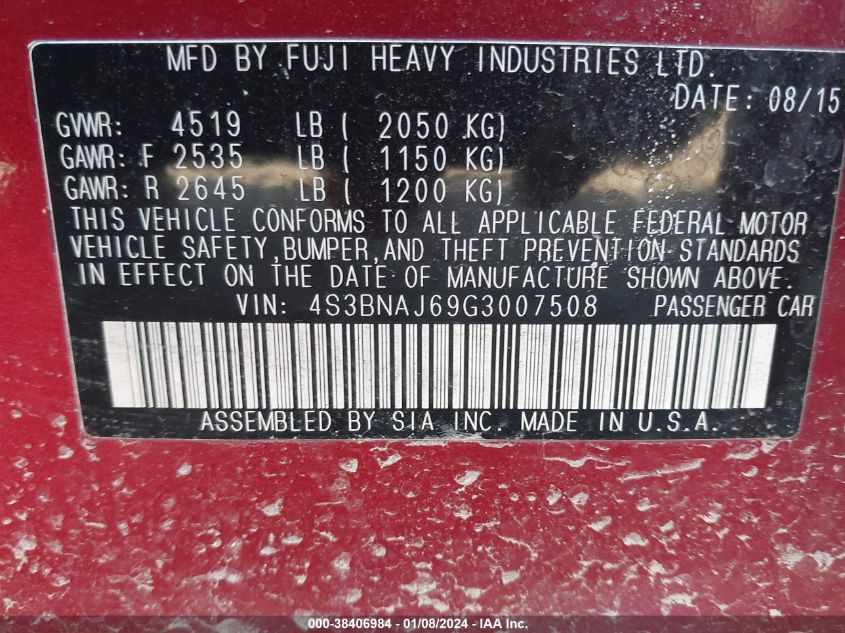 MFD BY FUJI HEAVY INDUSTRIES LTD.
DATE: 08/15
GVWR: 4519 LB ( 2050 KG)
GAWR: F 2535 LB ( 1150 KG)
GAWR: R 2645 LB ( 1200 KG)
THIS VEHICLE CONFORMS TO ALL APPLICABLE FEDERAL MOTOR
VEHICLE SAFETY, BUMPER, AND THEFT PREVENTION STANDARDS
IN EFFECT ON THE DATE OF MANUFACTURE SHOWN ABOVE.
VIN: 4S3BNAJ69G3007508 PASSENGER CAR
ASSEMBLED BY SIA INC. MADE IN U.S.A.
000-38406984 - 01/08/2024 - IAA Inc.